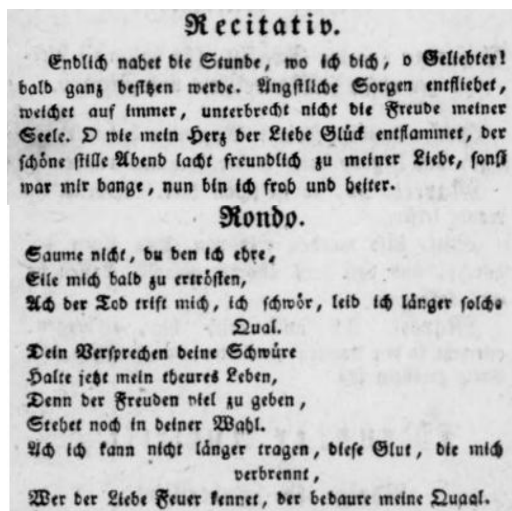 Recitativ.
Endlich nahet die Stunde, wo ich dich, o Geliebter!
bald ganz besitzen werde. Ängstliche Sorgen entfliehet,
weichet auf immer, unterbrecht nicht die Freude meiner
Seele. O wie mein Herz der Liebe Glück entflammet, der
schöne stille Abend lacht freundlich zu meiner Liebe, sonst
war mir bange, nun bin ich froh und heiter.
Rondo.
Saume nicht, du den ich ehre,
Eile mich bald zu ertrösten,
Ach der Tod trift mich, ich schwör, leid ich länger solche
Qual.
Dein Versprechen deine Schwüre
Halte jetzt mein theures Leben,
Denn der Freuden viel zu geben,
Stehet noch in deiner Wahl.
Ach ich kann nicht länger tragen, diese Glut, die mich
verbrennt,
Wer der Liebe Feuer kennet, der bedaure meine Quaal.